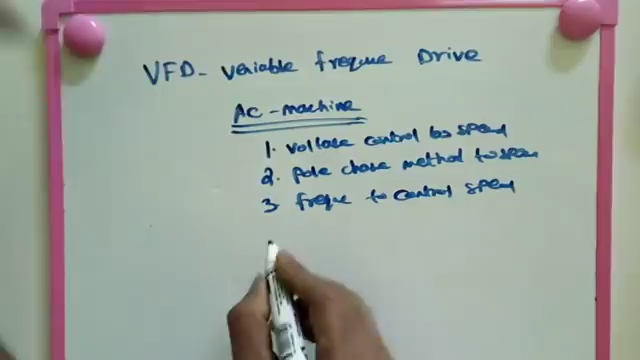 VFD - Variable freque Drive
AC - machine
1. voltage control to speed
2. pole chane method to speed
3 freque to control speed